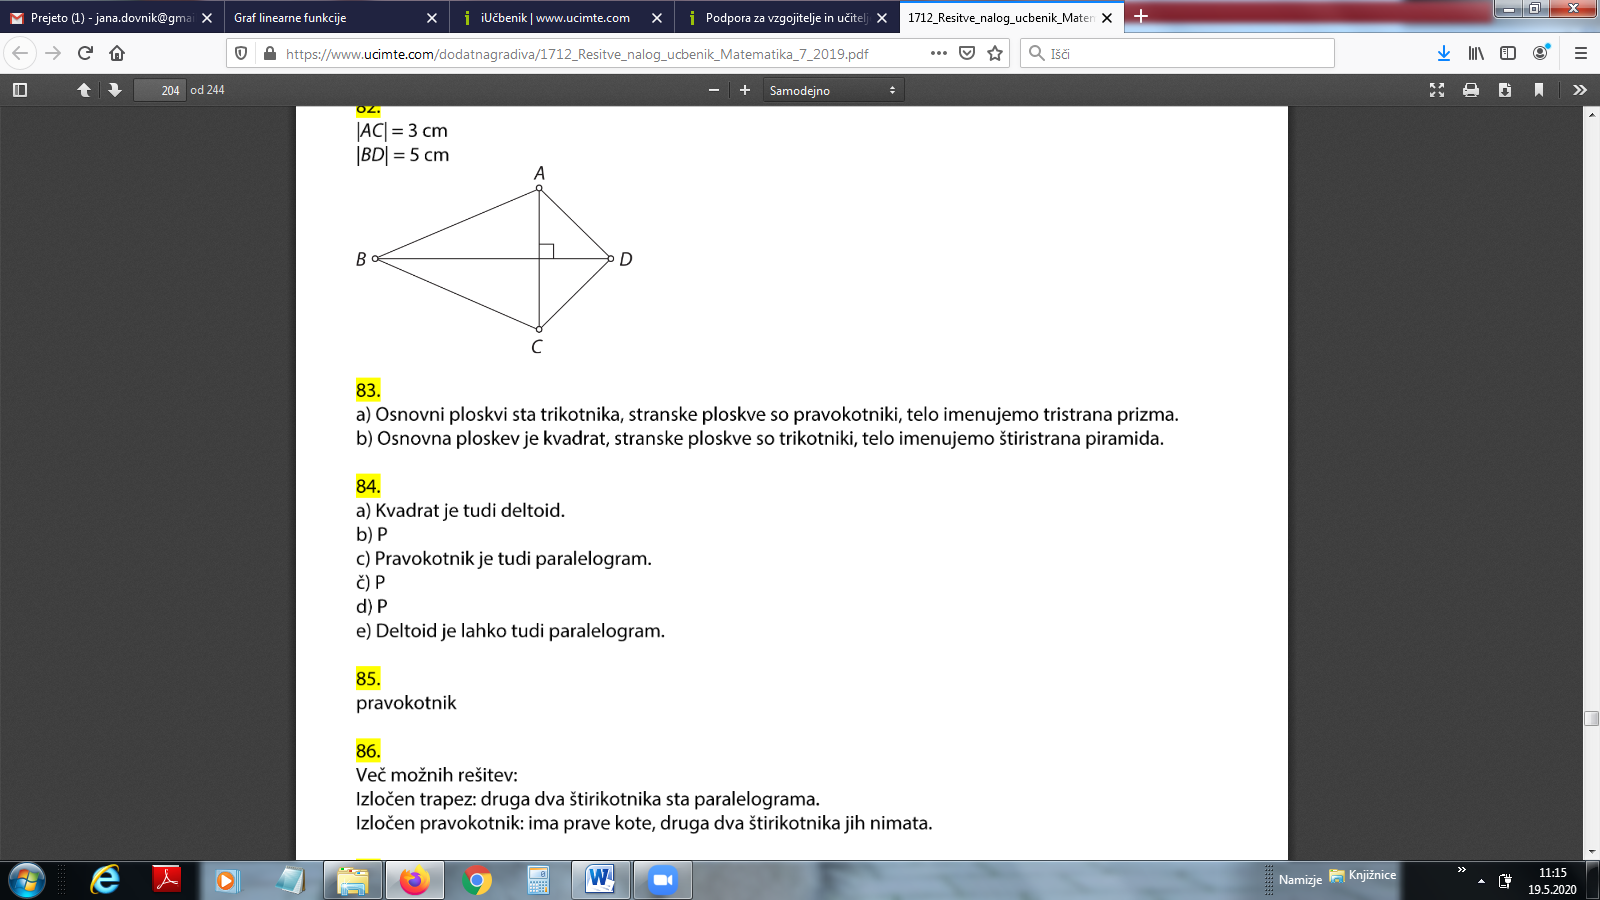 Prejeto (1) - jana.dovnik@gmai
Graf linearne funkcije
iUčbenik | www.ucimte.com
Podpora za vzgojitelje in učitelje
1712_Resitve_nalog_ucbenik_Matem
https://www.ucimte.com/dodatnagradiva/1712_Resitve_nalog_ucbenik_Matematika_7_2019.pdf
Išči
204 od 244
Samodejno
82.
|AC| = 3 cm
|BD| = 5 cm
A
B
D
C
83.
a) Osnovni ploskvi sta trikotnika, stranske ploskve so pravokotniki, telo imenujemo tristrana prizma.
b) Osnovna ploskev je kvadrat, stranske ploskve so trikotniki, telo imenujemo štiristrana piramida.
84.
a) Kvadrat je tudi deltoid.
b) P
c) Pravokotnik je tudi paralelogram.
č) P
d) P
e) Deltoid je lahko tudi paralelogram.
85.
pravokotnik
86.
Več možnih rešitev:
Izločen trapez: druga dva štirikotnika sta paralelograma.
Izločen pravokotnik: ima prave kote, druga dva štirikotnika jih nimata.
Namizje
Knjižnice
11:15
19.5.2020